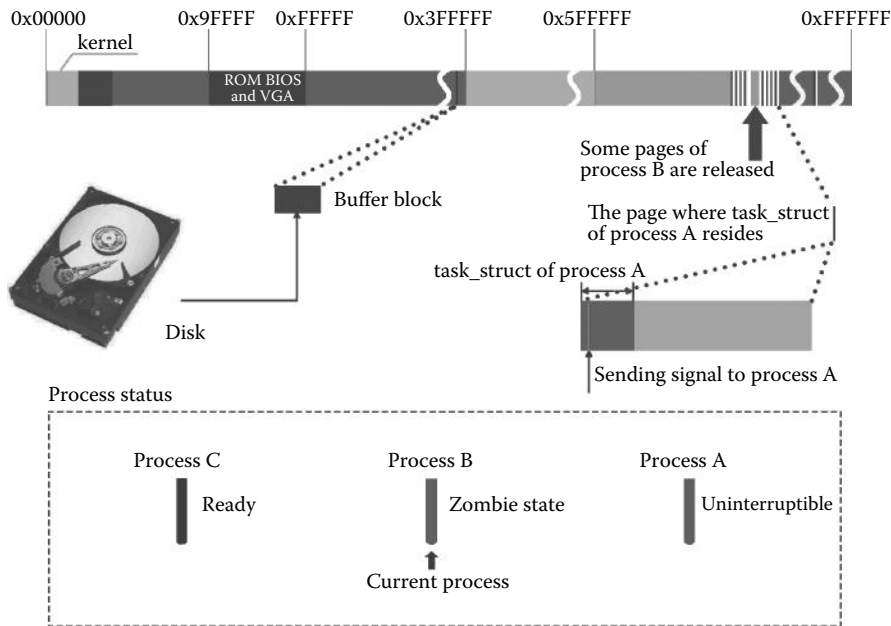 0x00000
0x9FFFF
0xFFFFF
0x3FFFFF
0x5FFFFF
0xFFFFFF
kernel
ROM BIOS
and VGA
Some pages of
process B are released
Buffer block
The page where task_struct
of process A resides
task_struct of process A
Disk
Sending signal to process A
Process status
Process C
Process B
Process A
Ready
Zombie state
Uninterruptible
Current process